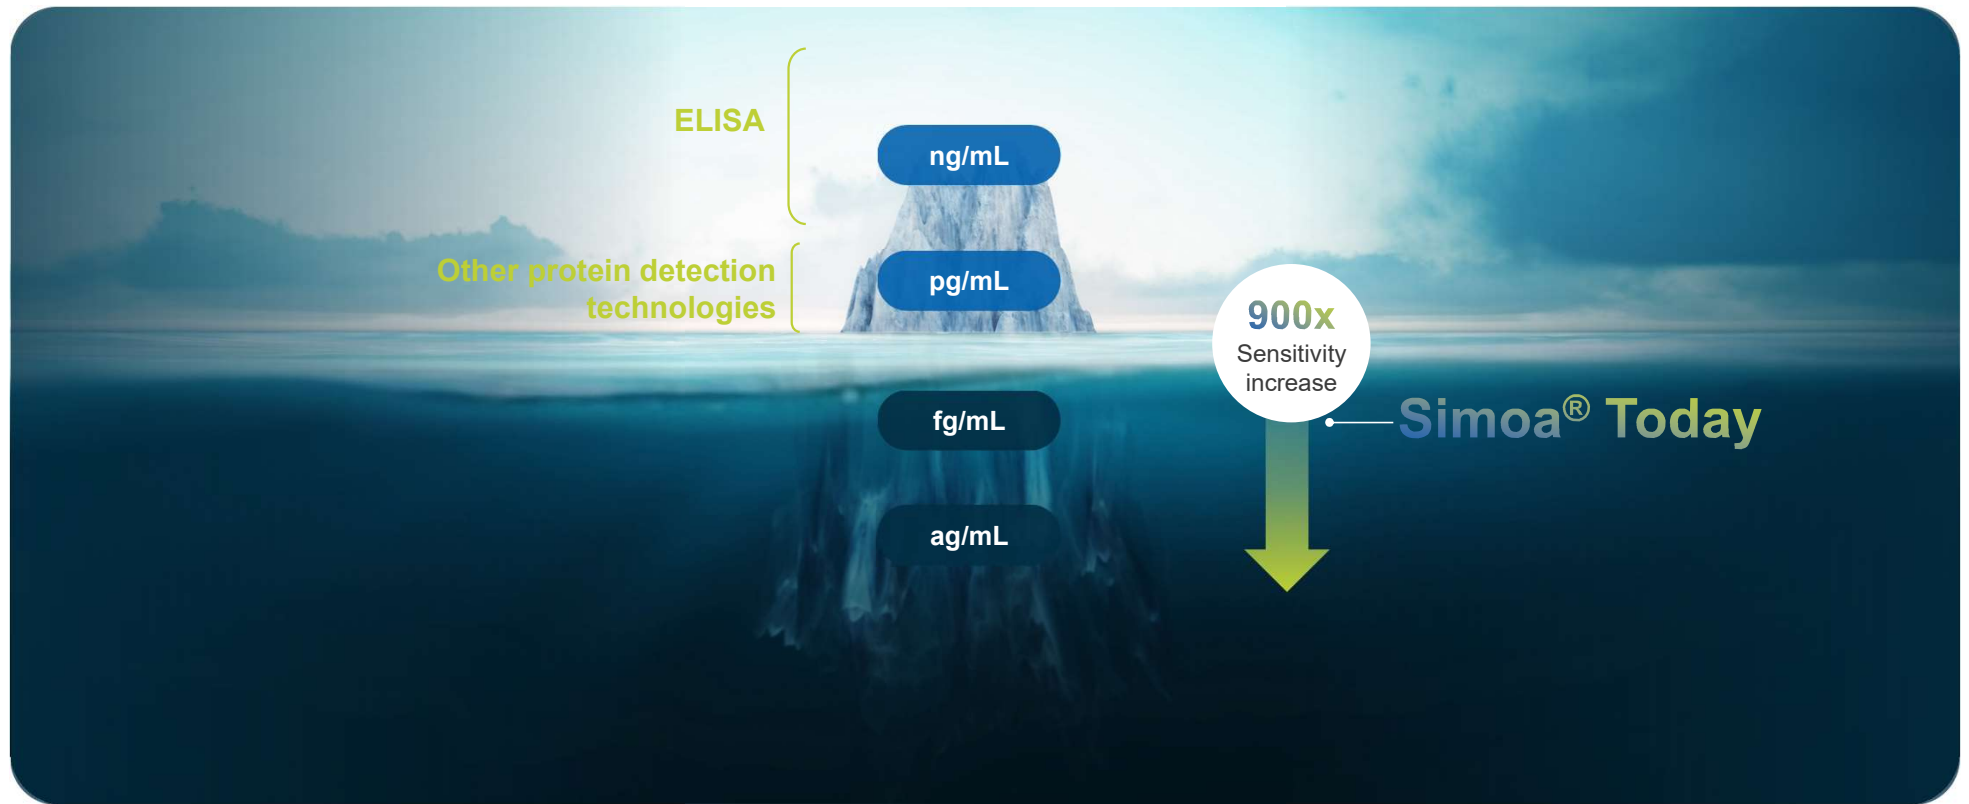 ELISA
ng/mL
Other protein detection
technologies
pg/mL
900x
Sensitivity
increase
Simoa® Today
fg/mL
ag/mL